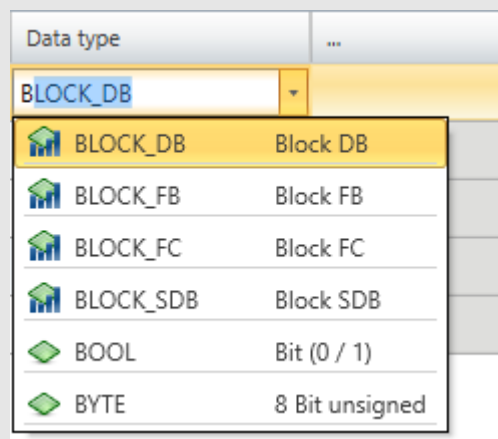 Data type ...
BLOCK_DB
BLOCK_DB Block DB
BLOCK_FB Block FB
BLOCK_FC Block FC
BLOCK_SDB Block SDB
BOOL Bit (0 / 1)
BYTE 8 Bit unsigned